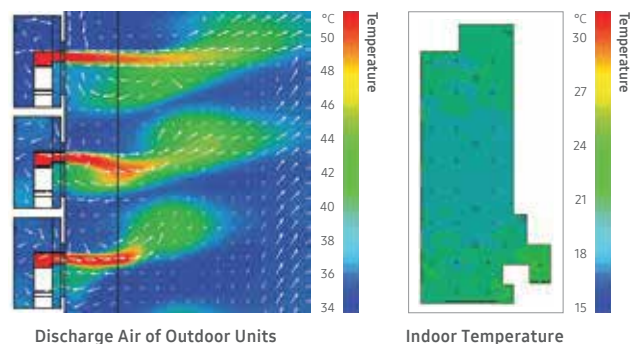 °C
50
48
46
44
42
40
38
36
34
Temperature
°C
30
27
24
21
18
15
Temperature
Discharge Air of Outdoor Units
Indoor Temperature